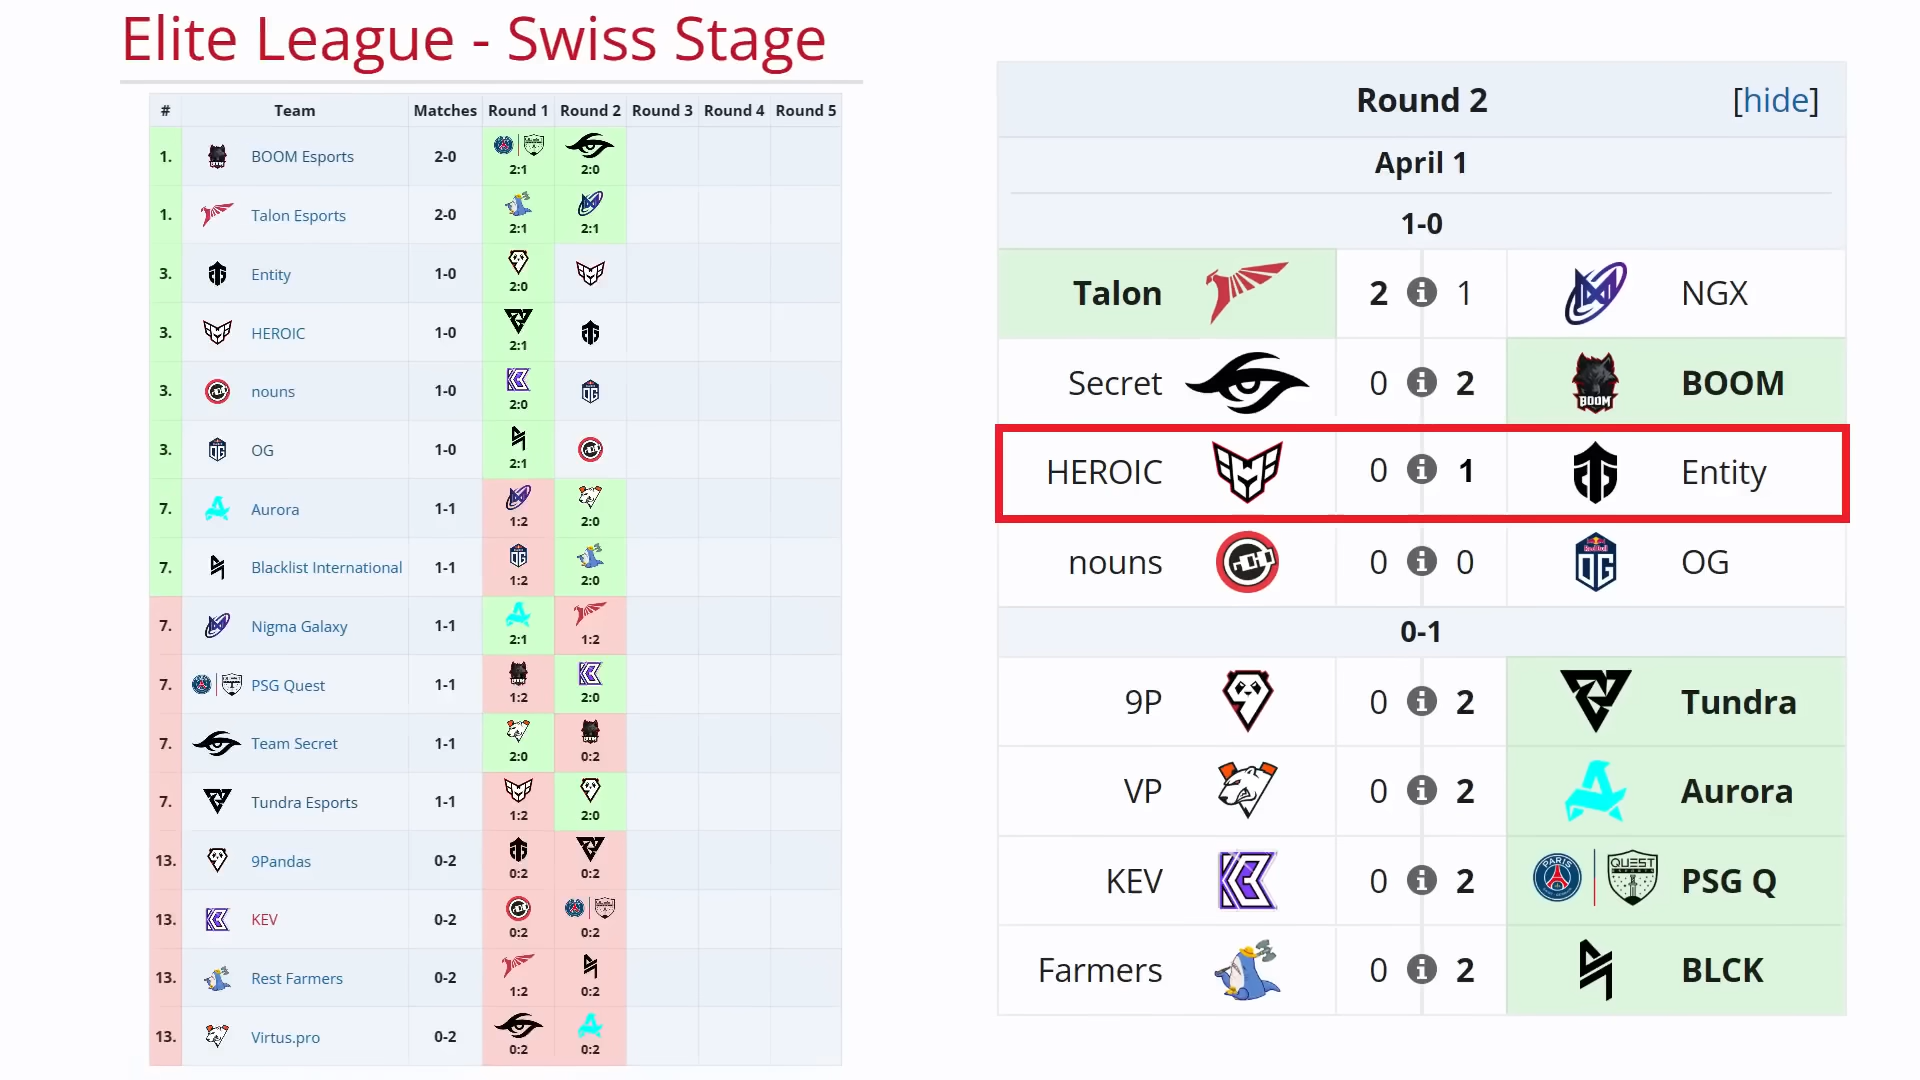 Elite League - Swiss Stage
# Team Matches Round 1 Round 2 Round 3 Round 4 Round 5
1. BOOM Esports 2-0 2:1 2:0
1. Talon Esports 2-0 2:1 2:1
3. Entity 1-0 2:0
3. HEROIC 1-0 2:1
3. nouns 1-0 2:0
3. OG 1-0 2:1
7. Aurora 1-1 1:2 2:0
7. Blacklist International 1-1 1:2 2:0
7. Nigma Galaxy 1-1 2:1 1:2
7. PSG Quest 1-1 1:2 2:0
7. Team Secret 1-1 2:0 0:2
7. Tundra Esports 1-1 1:2 2:0
13. 9Pandas 0-2 0:2 0:2
13. KEV 0-2 0:2 0:2
13. Rest Farmers 0-2 1:2 0:2
13. Virtus.pro 0-2 0:2 0:2
Round 2 [hide]
April 1
1-0
Talon 2 1 NGX
Secret 0 2 BOOM BOOM
HEROIC 0 1 Entity
nouns 0 0 OG OG
0-1
9P 0 2 Tundra
VP 0 2 Aurora
KEV 0 2 PARIS QUEST PSG Q
Farmers 0 2 BLCK